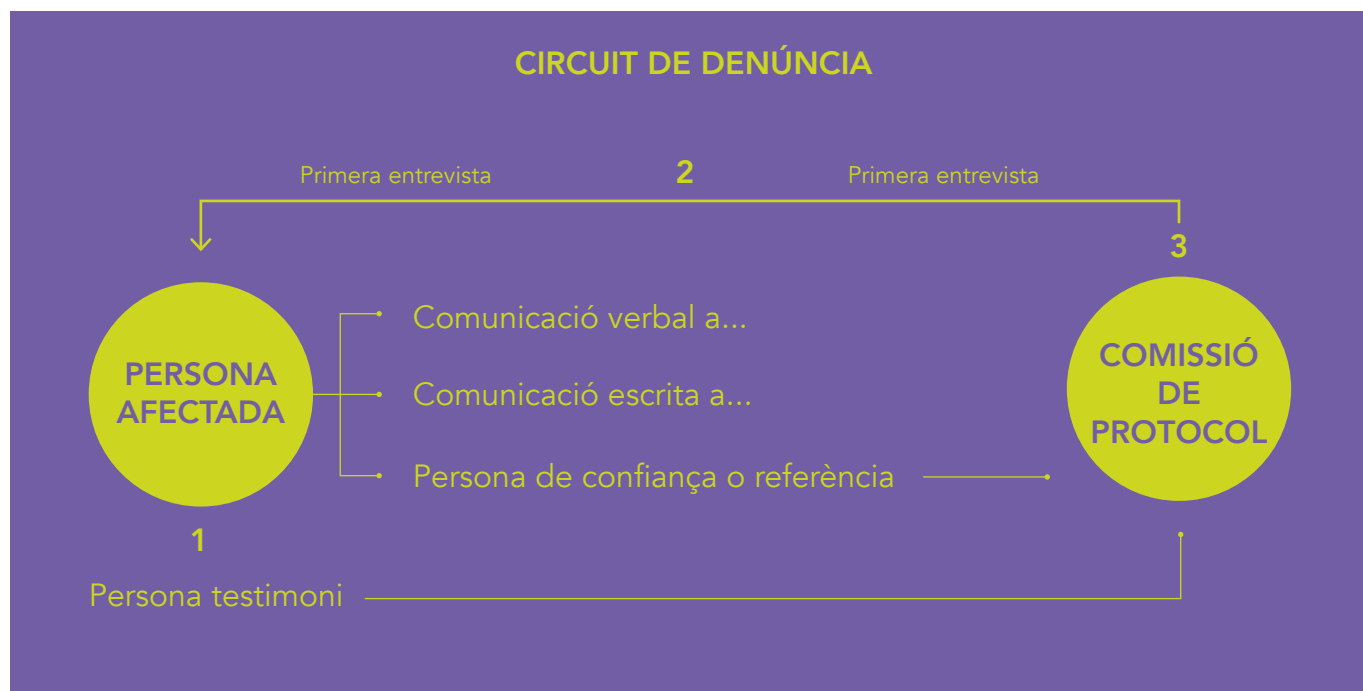 CIRCUIT DE DENÚNCIA
Primera entrevista
2
Primera entrevista
3
PERSONA
AFECTADA
Comunicació verbal a...
Comunicació escrita a...
Persona de confiança o referència
COMISSIÓ
DE
PROTOCOL
1
Persona testimoni